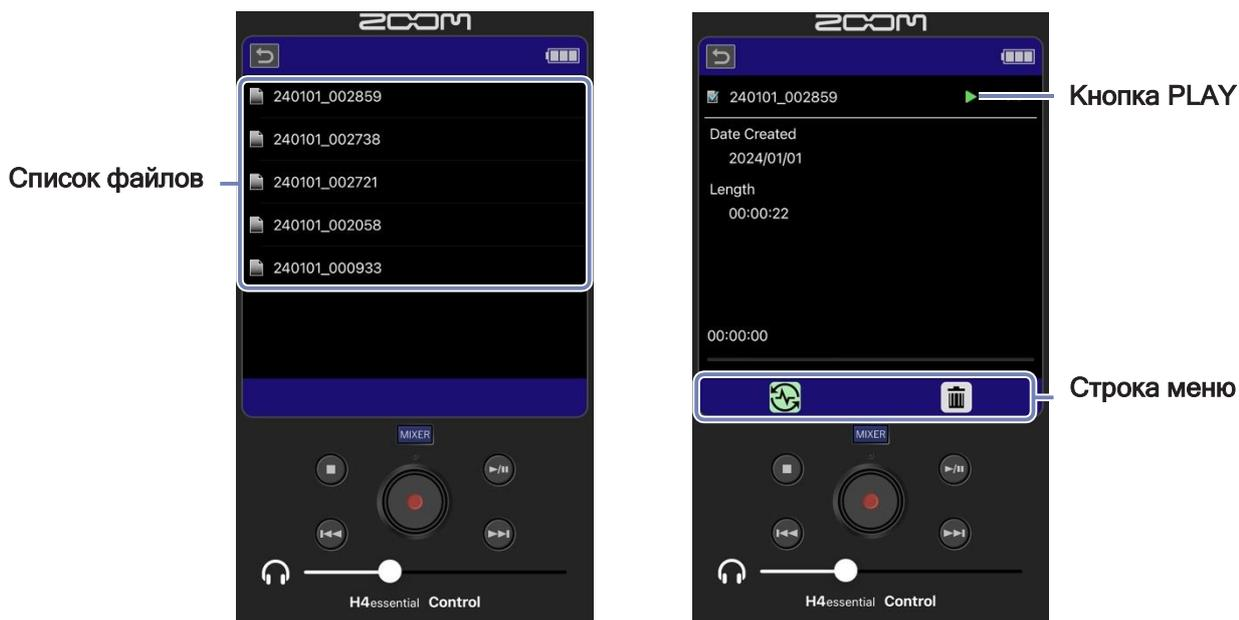 ZOOM
240101_002859
240101_002738
Список файлов
240101_002721
240101_002058
240101_000933
MIXER
H4essential Control
ZOOM
240101_002859
Кнопка PLAY
Date Created
2024/01/01
Length
00:00:22
00:00:00
Строка меню
MIXER
H4essential Control